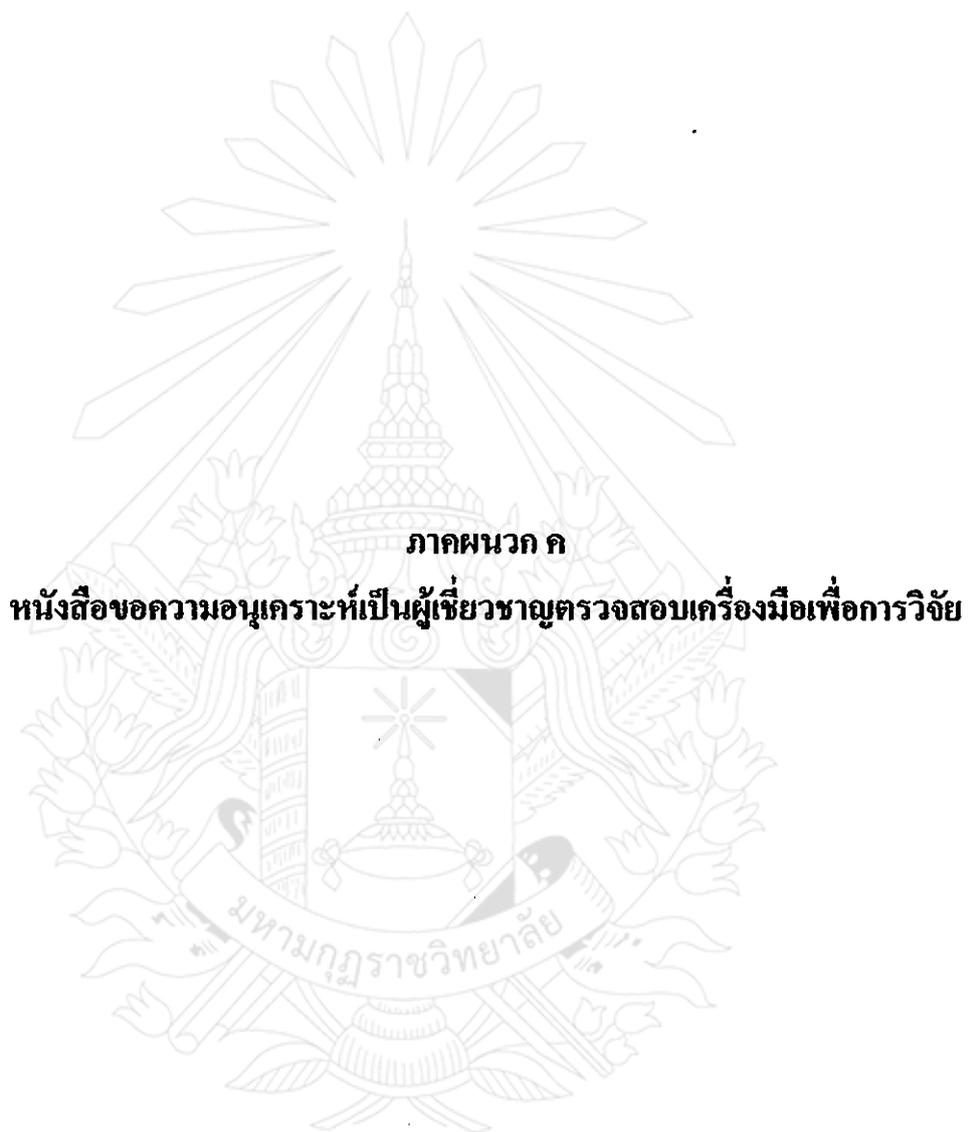 ภาคผนวก ค
หนังสือขอความอนุเคราะห์เป็นผู้เชี่ยวชาญตรวจสอบเครื่องมือเพื่อการวิจัย
มหามกุฏราชวิทยาลัย